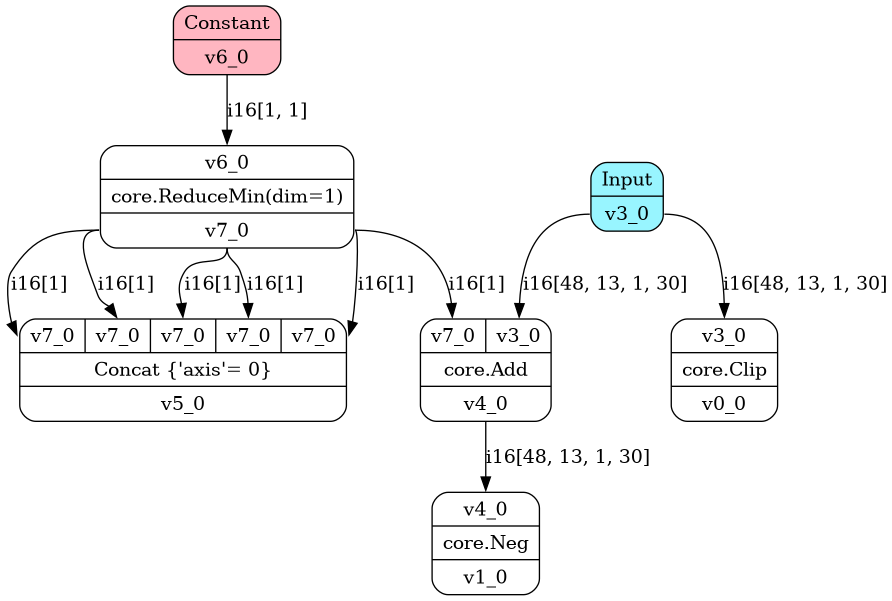 Constant
v6_0
i16[1, 1]
v6_0
core.ReduceMin(dim=1)
v7_0
Input
v3_0
i16[1]
i16[1]
i16[1]
i16[1]
i16[1]
i16[1]
i16[48, 13, 1, 30]
i16[48, 13, 1, 30]
v7_0
v7_0
v7_0
v7_0
v7_0
Concat {'axis'= 0}
v5_0
v7_0
v3_0
core.Add
v4_0
v3_0
core.Clip
v0_0
i16[48, 13, 1, 30]
v4_0
core.Neg
v1_0